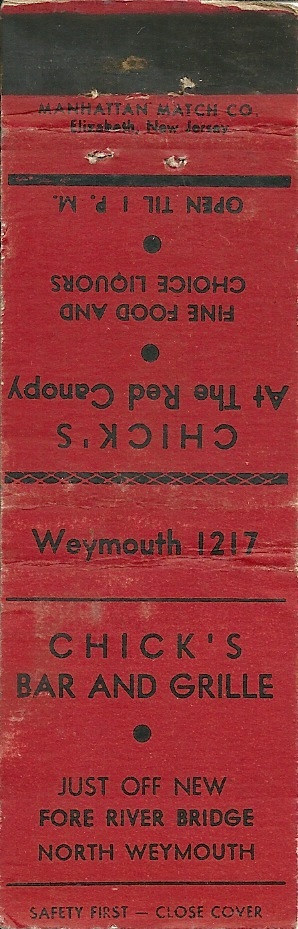 MANHATTAN MATCH CO.
Elizabeth, New Jersey
CHICK'S
At The Red Canopy
FINE FOOD AND
CHOICE LIQUORS
OPEN TIL 1 P. M.
Weymouth 1217
CHICK'S
BAR AND GRILLE
JUST OFF NEW
FORE RIVER BRIDGE
NORTH WEYMOUTH
SAFETY FIRST — CLOSE COVER